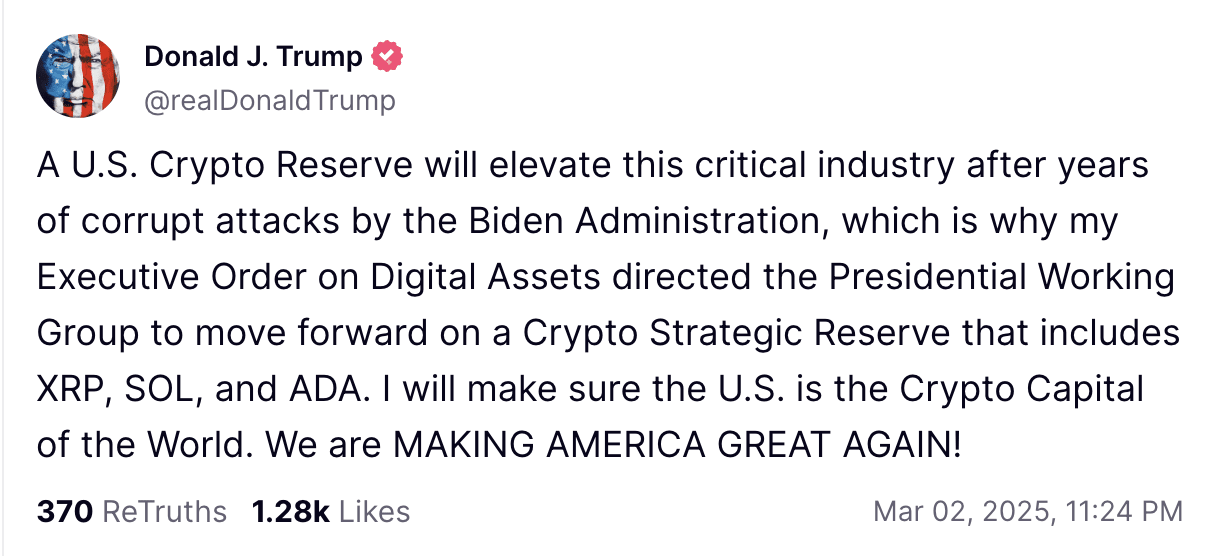 Donald J. Trump
@realDonaldTrump
A U.S. Crypto Reserve will elevate this critical industry after years
of corrupt attacks by the Biden Administration, which is why my
Executive Order on Digital Assets directed the Presidential Working
Group to move forward on a Crypto Strategic Reserve that includes
XRP, SOL, and ADA. I will make sure the U.S. is the Crypto Capital
of the World. We are MAKING AMERICA GREAT AGAIN!
370 ReTruths 1.28k Likes Mar 02, 2025, 11:24 PM